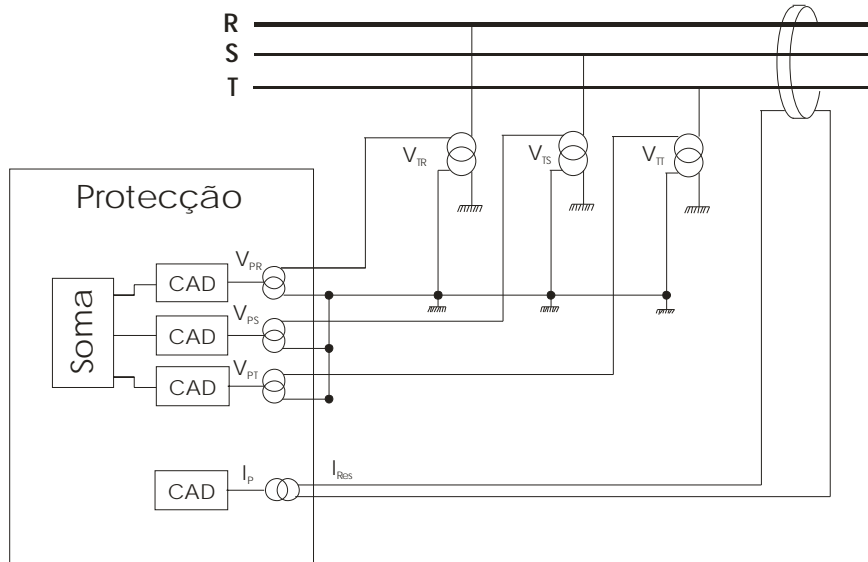 R
S
T
V_TR
V_TS
V_TT
Protecção
V_PR
CAD
Soma
V_PS
CAD
V_PT
CAD
I_P
I_Res
CAD